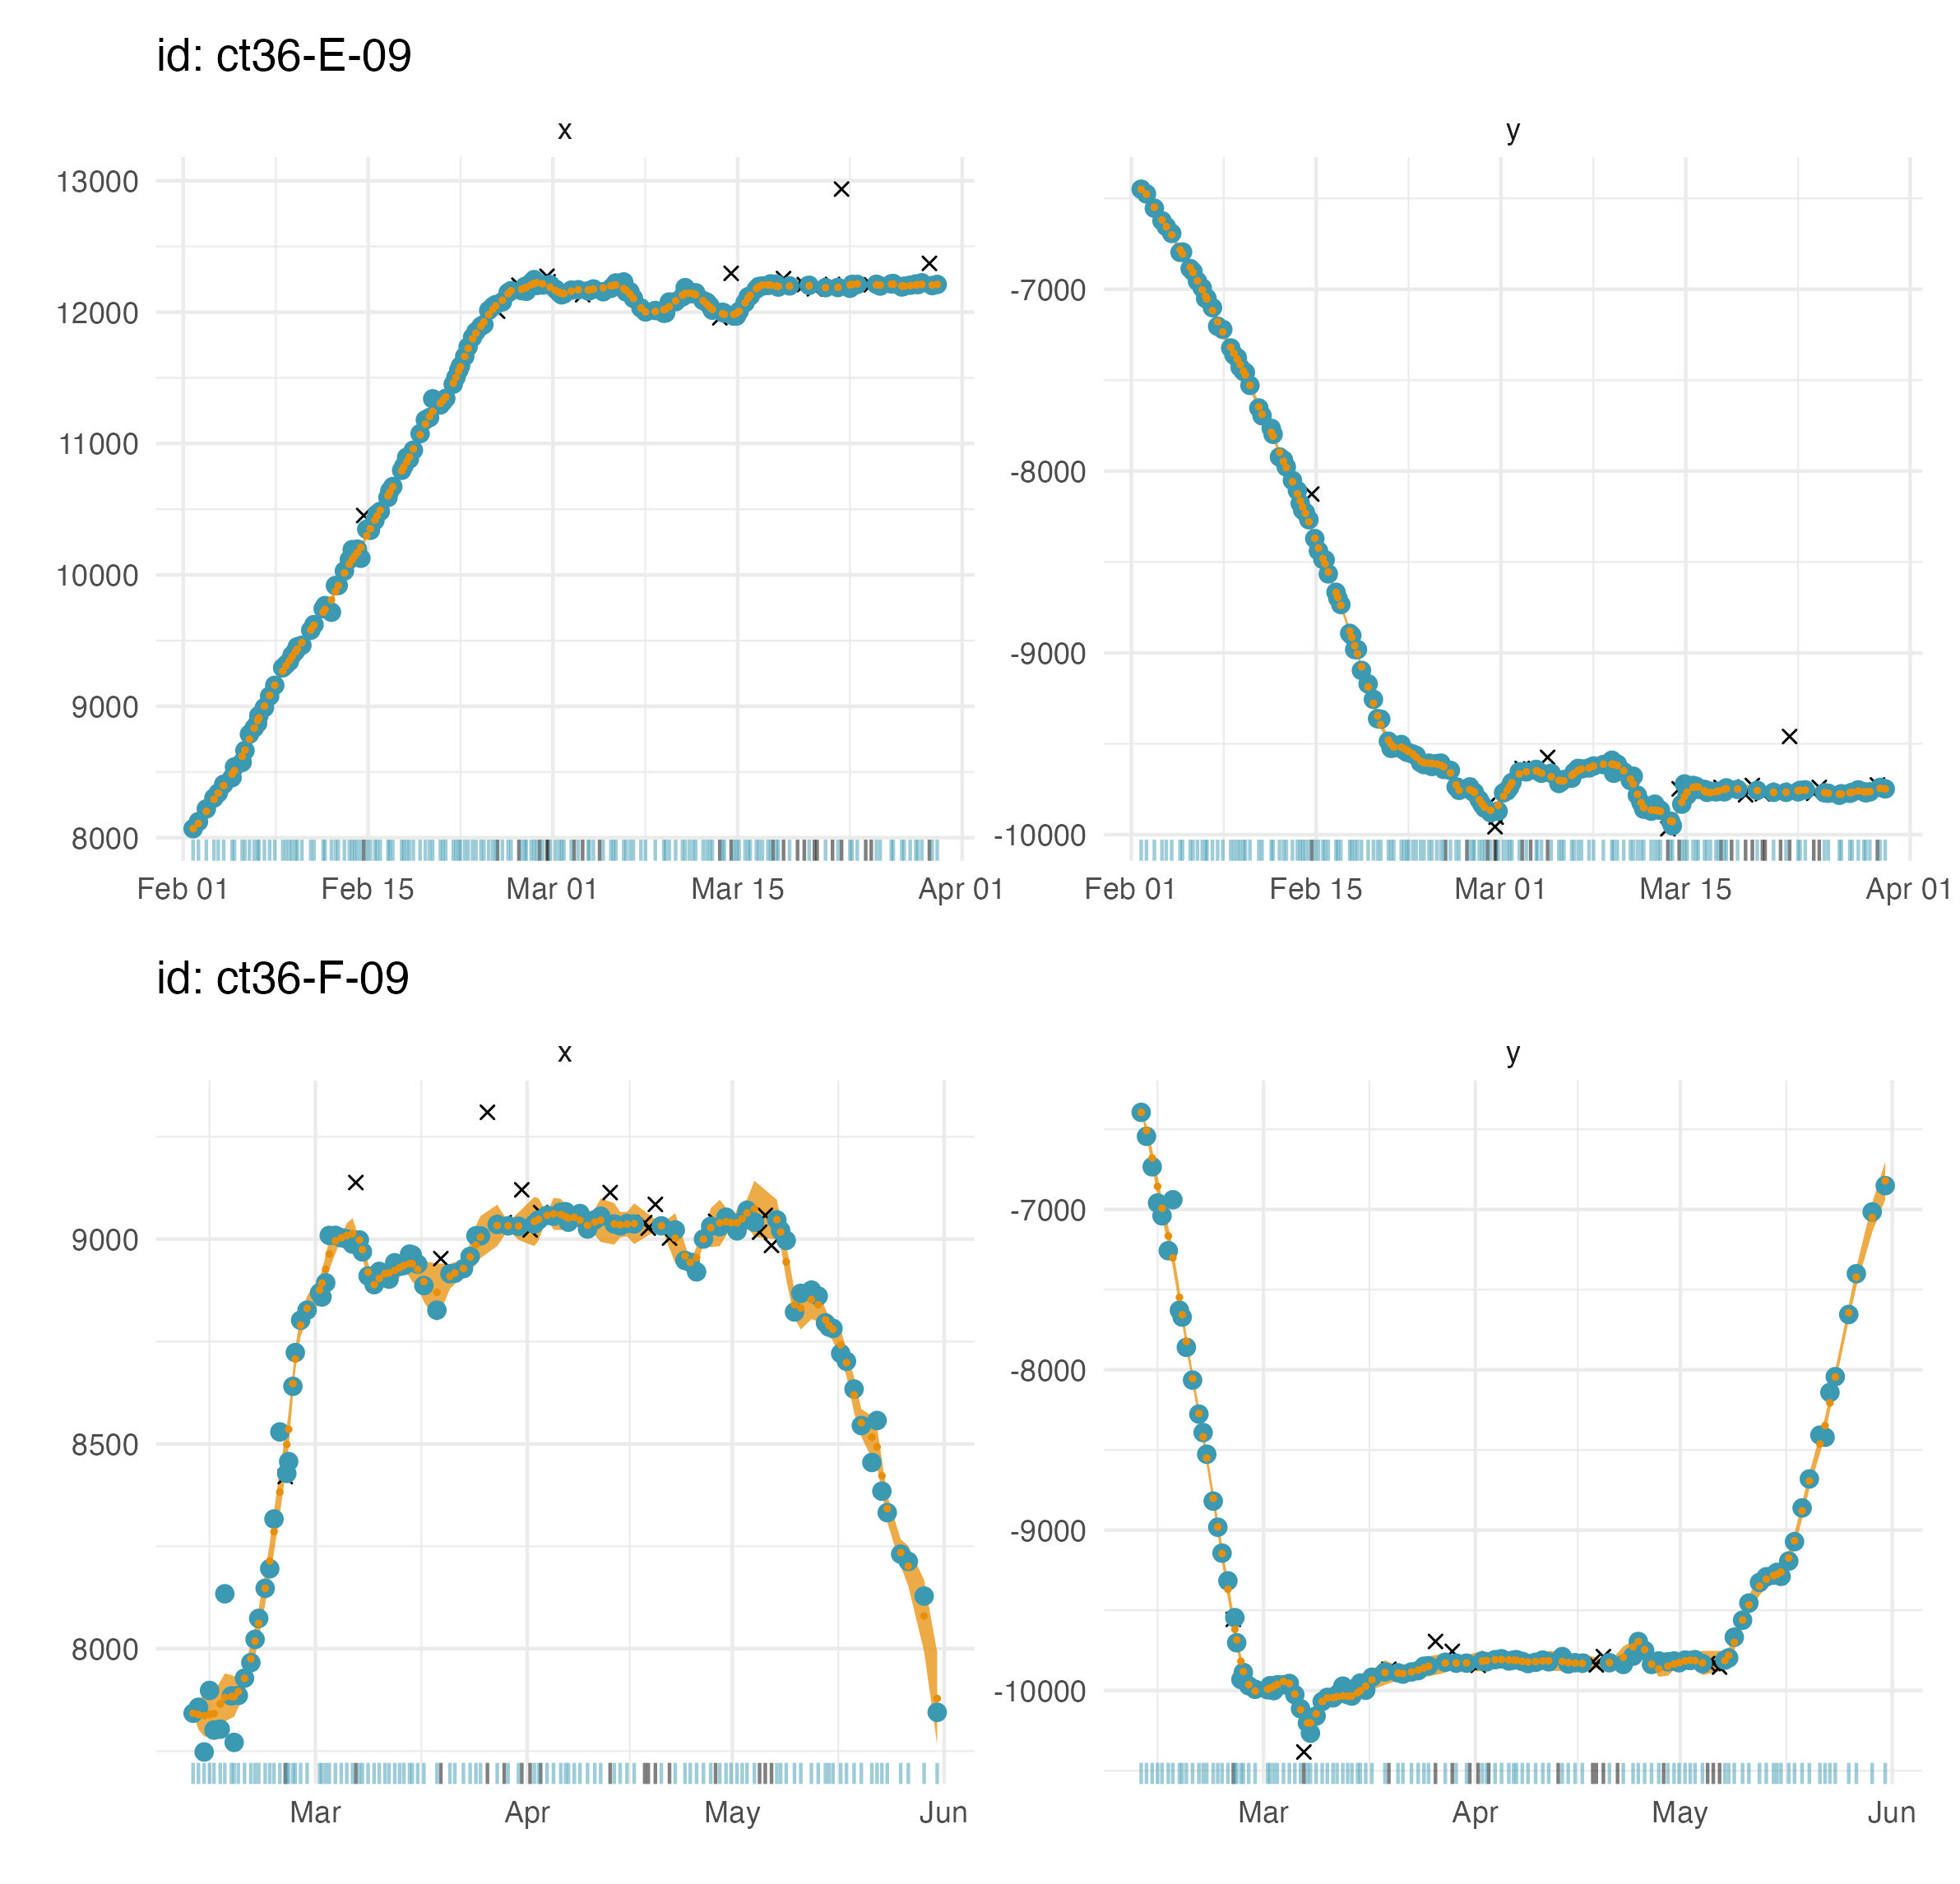 id: ct36-E-09
x
y
13000
12000
11000
10000
9000
8000
-7000
-8000
-9000
-10000
Feb 01 Feb 15 Mar 01 Mar 15 Apr 01
Feb 01 Feb 15 Mar 01 Mar 15 Apr 01
id: ct36-F-09
x
y
9000
8500
8000
-7000
-8000
-9000
-10000
Mar Apr May Jun
Mar Apr May Jun